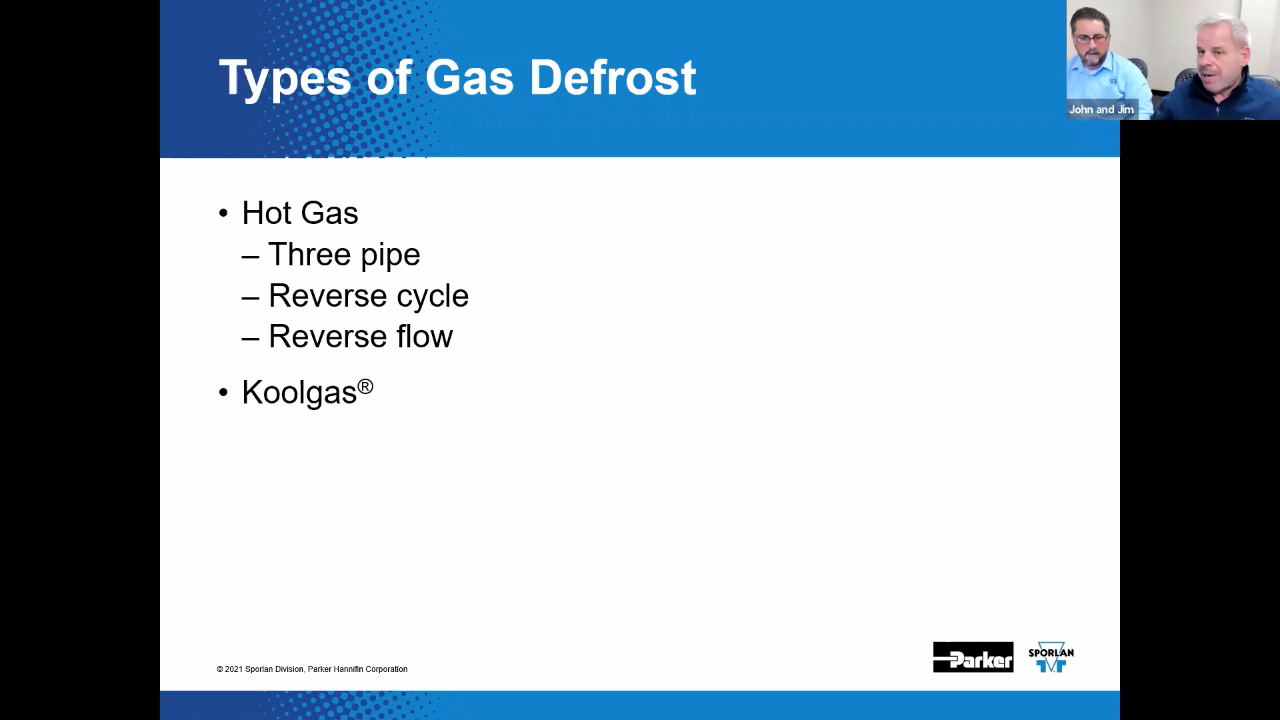 Types of Gas Defrost
John and Jim
• Hot Gas
– Three pipe
– Reverse cycle
– Reverse flow
• Koolgas®
© 2021 Sporlan Division, Parker Hannifin Corporation
Parker
SPORLAN